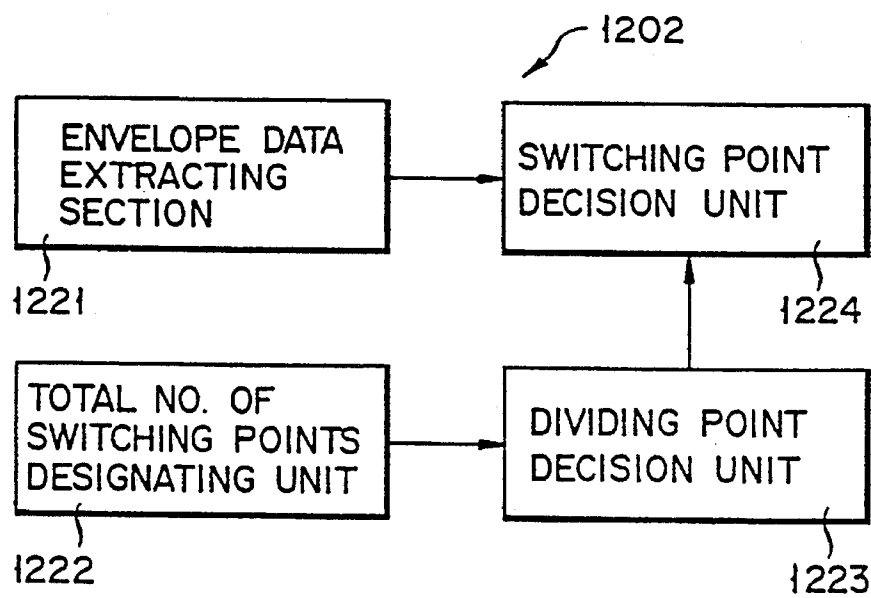 1202
ENVELOPE DATA
EXTRACTING
SECTION
1221
SWITCHING POINT
DECISION UNIT
1224
TOTAL NO. OF
SWITCHING POINTS
DESIGNATING UNIT
1222
DIVIDING POINT
DECISION UNIT
1223